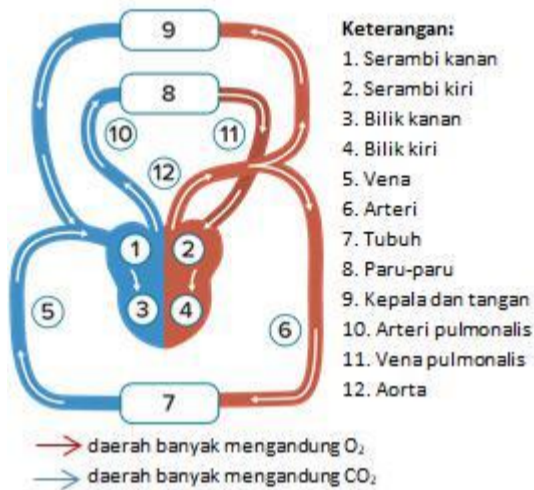 9
8
10
11
12
1
2
3
4
5
6
7
Keterangan:
1. Serambi kanan
2. Serambi kiri
3. Bilik kanan
4. Bilik kiri
5. Vena
6. Arteri
7. Tubuh
8. Paru-paru
9. Kepala dan tangan
10. Arteri pulmonalis
11. Vena pulmonalis
12. Aorta
daerah banyak mengandung O₂
daerah banyak mengandung CO₂